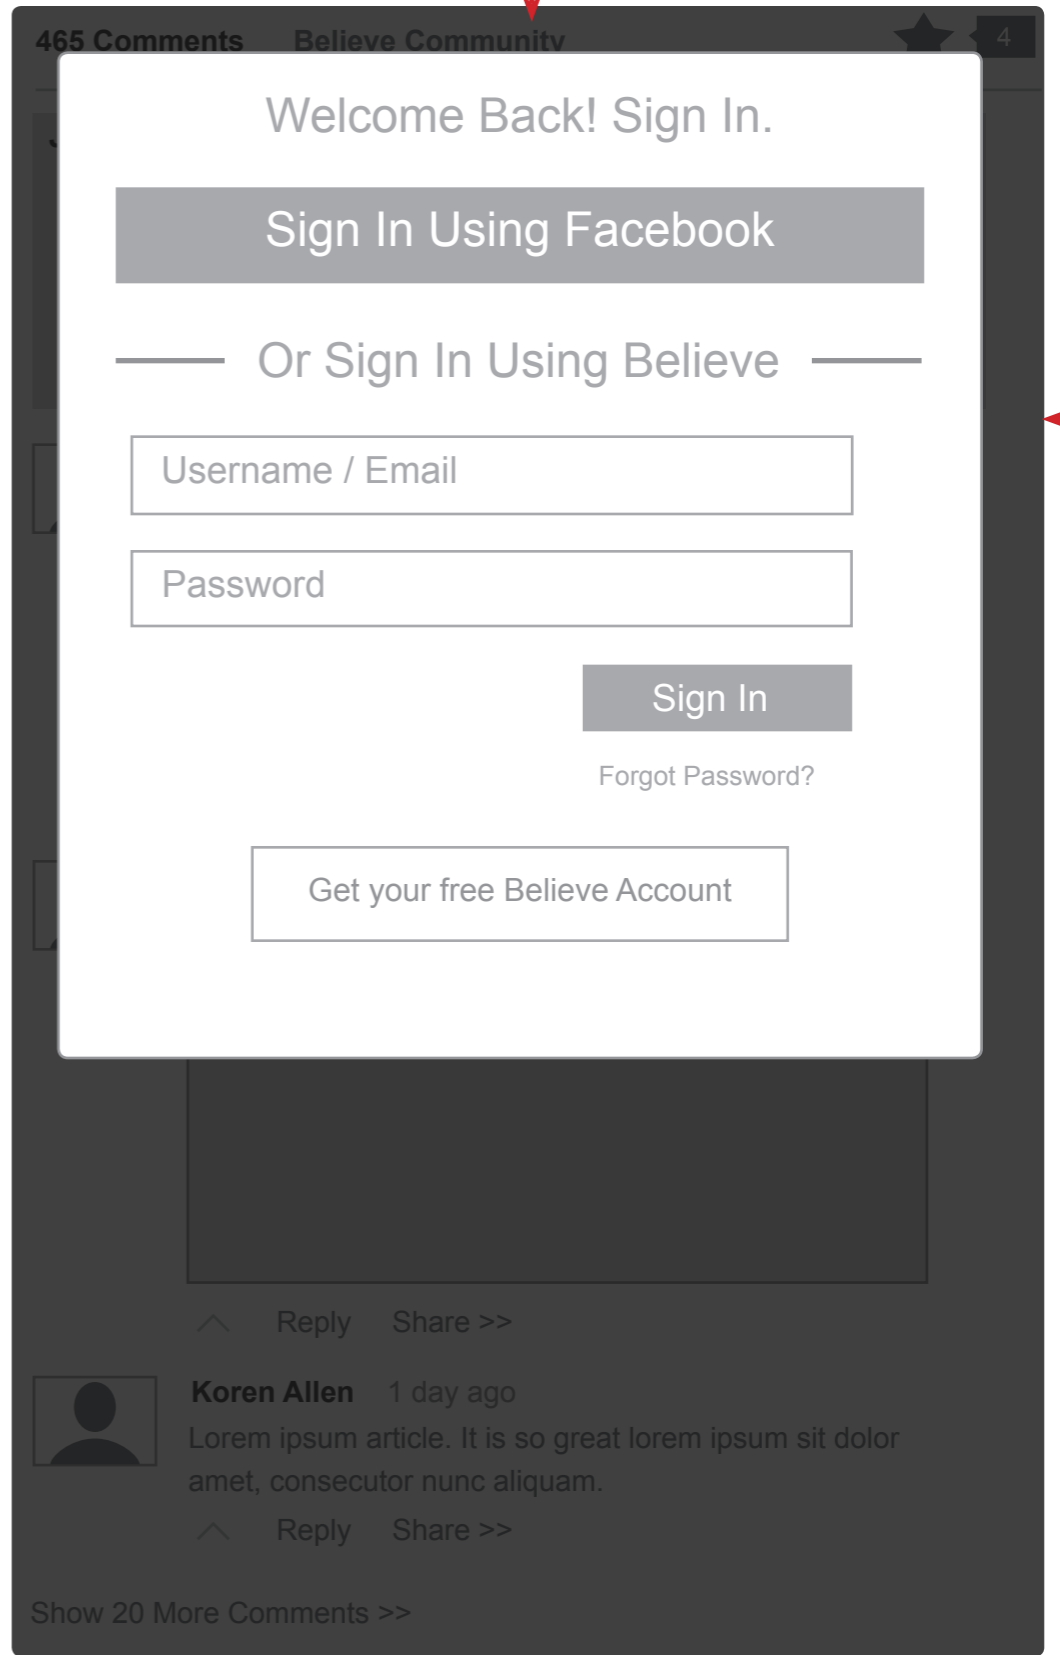 465 Comments Believe Community 4
Welcome Back! Sign In.
Sign In Using Facebook
Or Sign In Using Believe
Username / Email
Password
Sign In
Forgot Password?
Get your free Believe Account
Reply Share >>
Koren Allen 1 day ago
Lorem ipsum article. It is so great lorem ipsum sit dolor
amet, consecutor nunc aliquam.
Reply Share >>
Show 20 More Comments >>